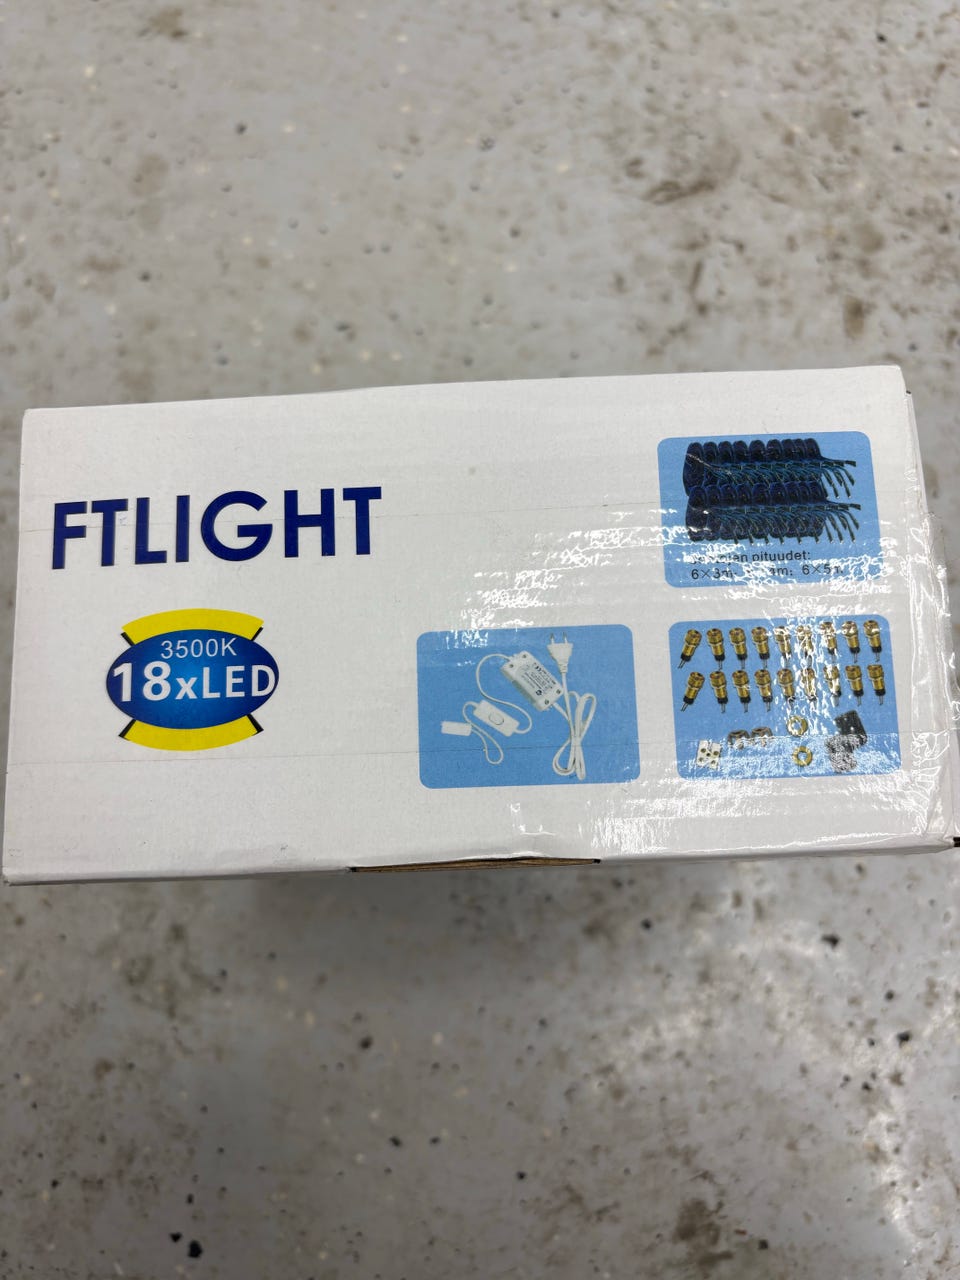 FTLIGHT
3500K
18xLED
pituudet:
6×3m 6×5m